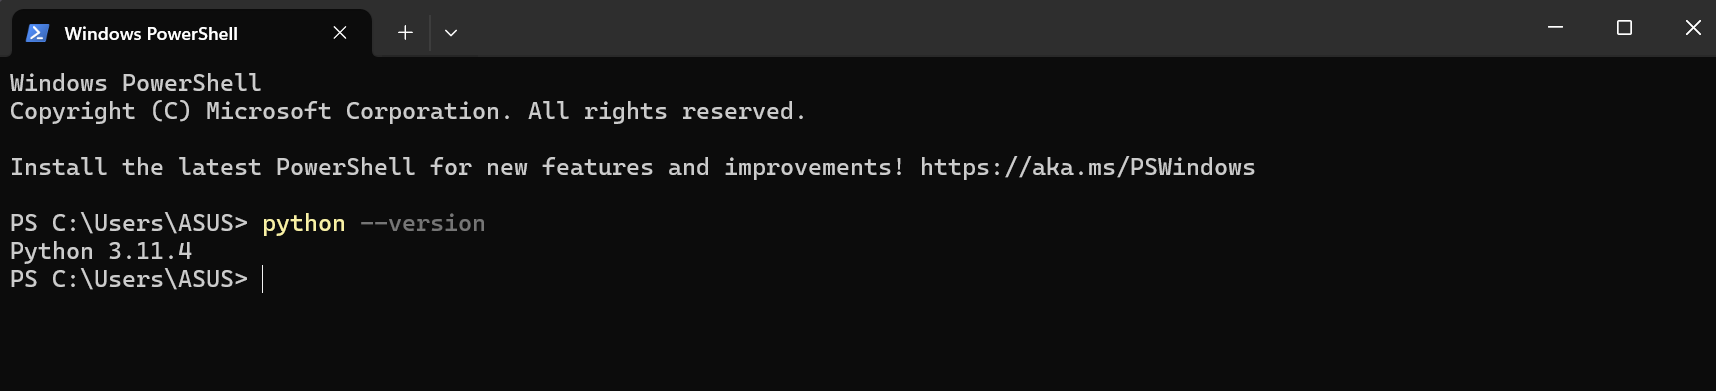 Windows PowerShell
Windows PowerShell
Copyright (C) Microsoft Corporation. All rights reserved.
Install the latest PowerShell for new features and improvements! https://aka.ms/PSWindows
PS C:\Users\ASUS> python --version
Python 3.11.4
PS C:\Users\ASUS>